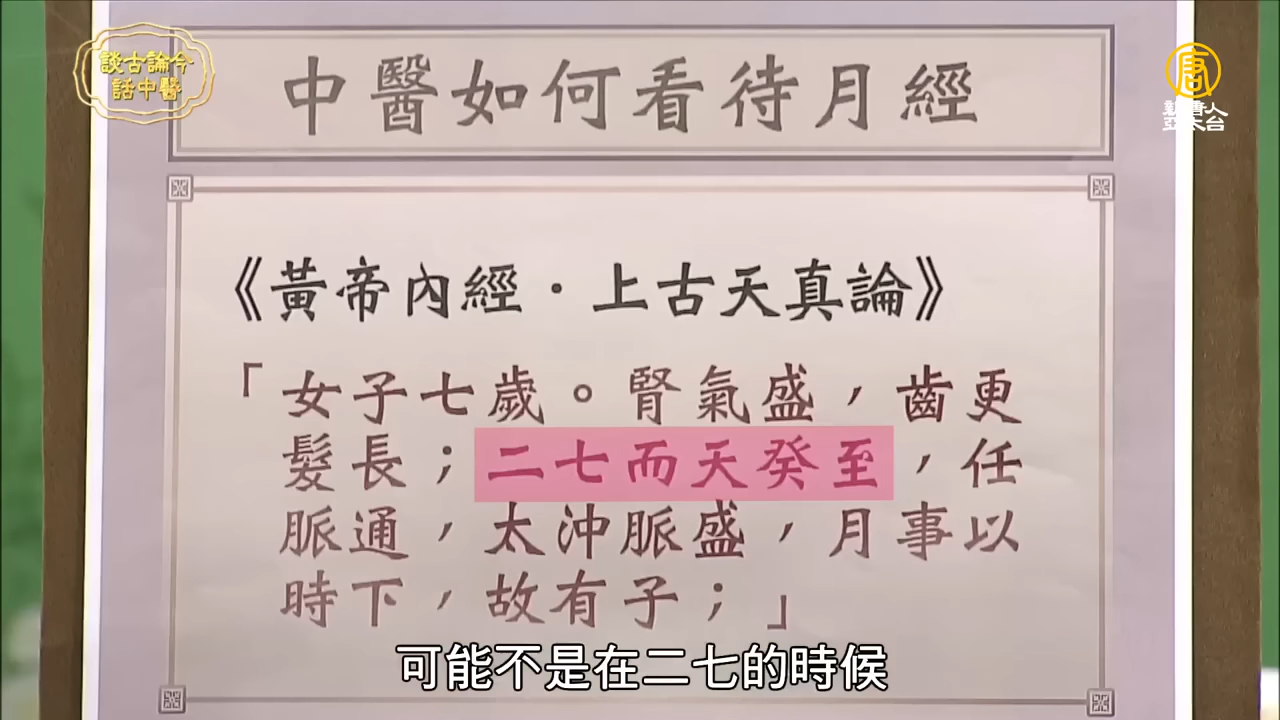 談古論今
話中醫
唐
新唐人
亞太台
中醫如何看待月經
《黃帝內經·上古天真論》
「女子七歲。腎氣盛，齒更
髮長；二七而天癸至，任
脈通，太沖脈盛，月事以
時下，故有子；」
可能不是在二七的時候